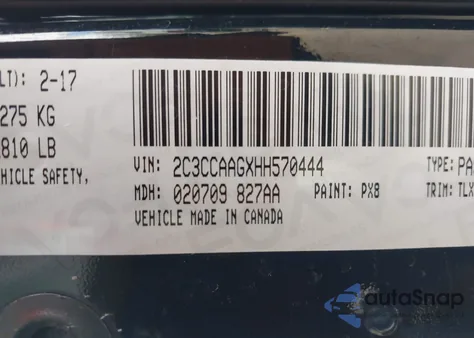 LT): 2-17
275 KG
810 LB
EHICLE SAFETY,
VIN: 2C3CCAAGXHH570444
TYPE: PA
MDH: 020709 827AA
PAINT: PX8
TRIM: TLX
VEHICLE MADE IN CANADA
autoSnap